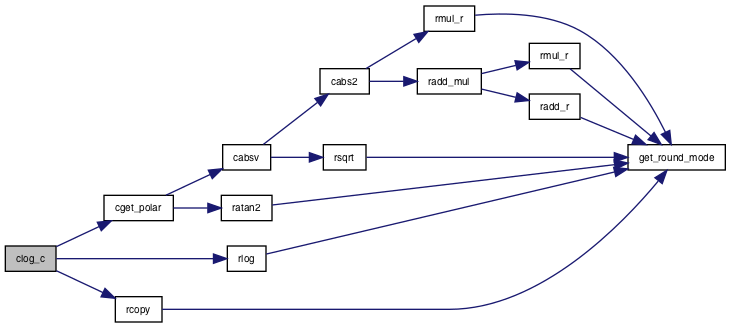 rmul_r
rmul_r
cabs2
radd_mul
radd_r
cabsv
rsqrt
get_round_mode
cget_polar
ratan2
clog_c
rlog
rcopy